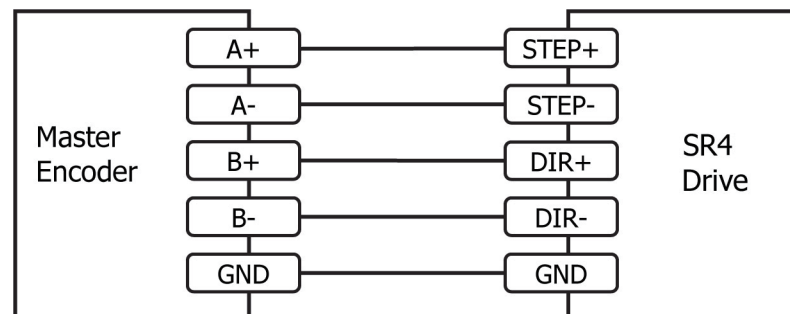 A+
STEP+
A-
STEP-
Master
Encoder
B+
DIR+
SR4
Drive
B-
DIR-
GND
GND